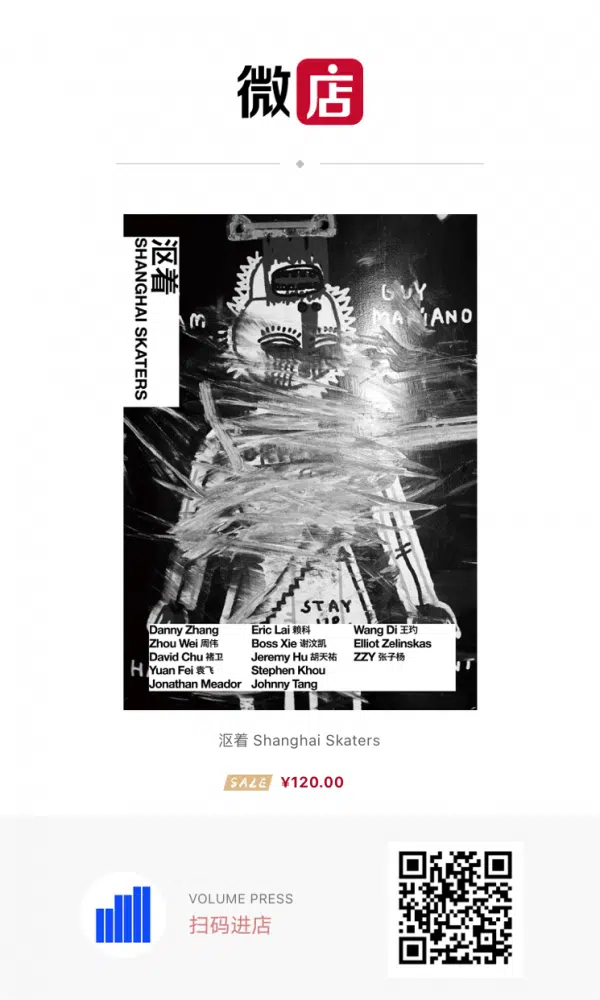 微店
沤着
SHANGHAI SKATERS
GUY
MARIANO
STAY
Danny Zhang
Zhou Wei 周伟
David Chu 褚卫
Yuan Fei 袁飞
Jonathan Meador
Eric Lai 赖科
Boss Xie 谢汶凯
Jeremy Hu 胡天祐
Stephen Khou
Johnny Tang
Wang Di 王玓
Elliot Zelinskas
ZZY 张子杨
沤着 Shanghai Skaters
SALE ¥120.00
VOLUME PRESS
扫码进店